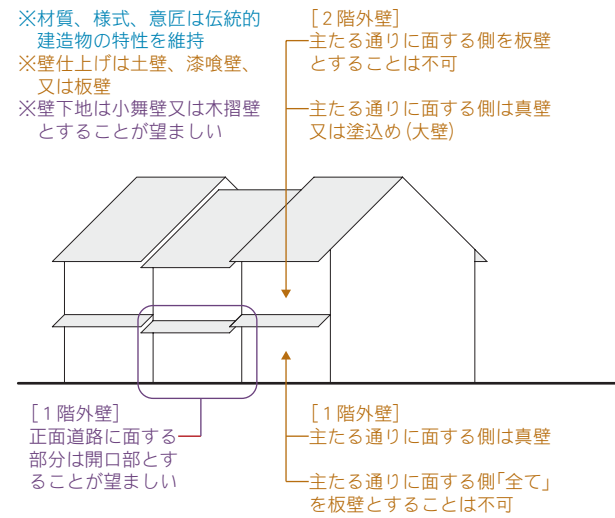 ※材質、様式、意匠は伝統的
建造物の特性を維持
※壁仕上げは土壁、漆喰壁、
又は板壁
※壁下地は小舞壁又は木摺壁
とすることが望ましい
［２階外壁］
主たる通りに面する側を板壁
とすることは不可
主たる通りに面する側は真壁
又は塗込め(大壁)
［１階外壁］
正面道路に面する
部分は開口部とす
ることが望ましい
［１階外壁］
主たる通りに面する側は真壁
主たる通りに面する側｢全て｣
を板壁とすることは不可